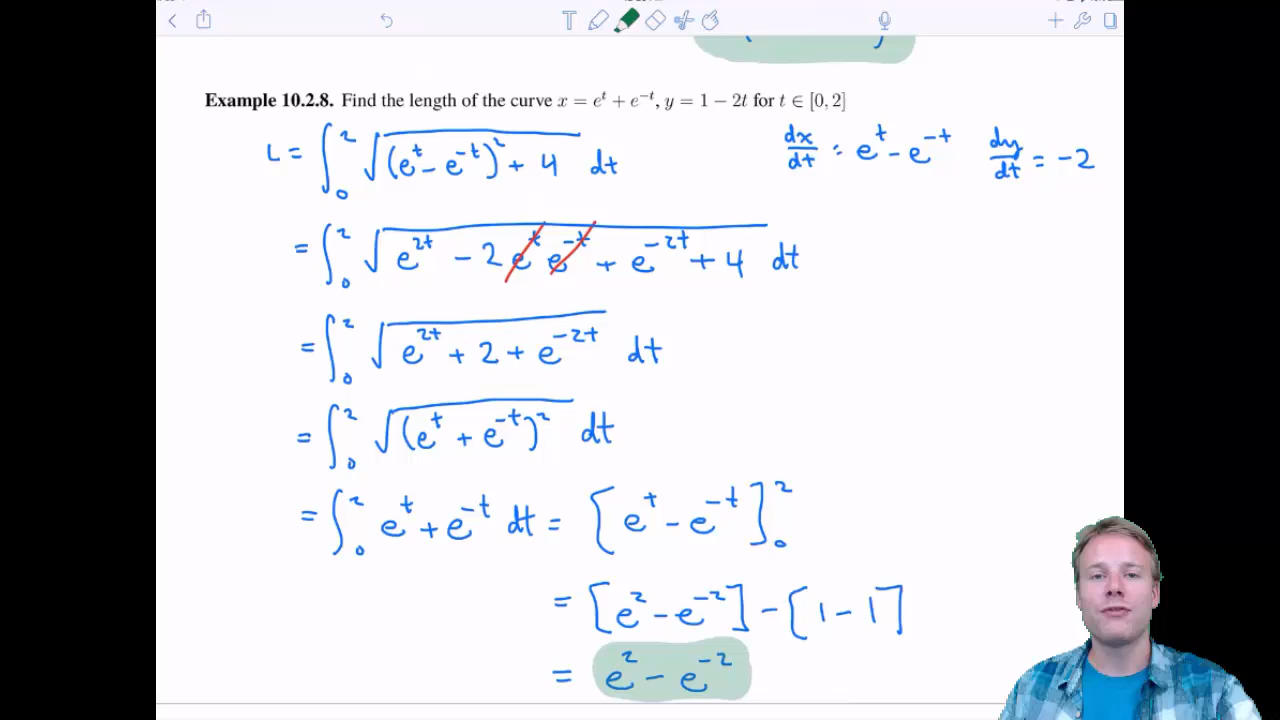 Example 10.2.8. Find the length of the curve x = e^t + e^{-t}, y = 1 − 2t for t ∈ [0, 2]
dx/dt = e^t − e^{-t}   dy/dt = −2
L = ∫_0^2 √((e^t − e^{-t})^2 + 4) dt
= ∫_0^2 √(e^{2t} − 2 e^t e^{-t} + e^{-2t} + 4) dt
= ∫_0^2 √(e^{2t} + 2 + e^{-2t}) dt
= ∫_0^2 √((e^t + e^{-t})^2) dt
= ∫_0^2 e^t + e^{-t} dt = [e^t − e^{-t}]_0^2
= [e^2 − e^{-2}] − [1 − 1]
= e^2 − e^{-2}